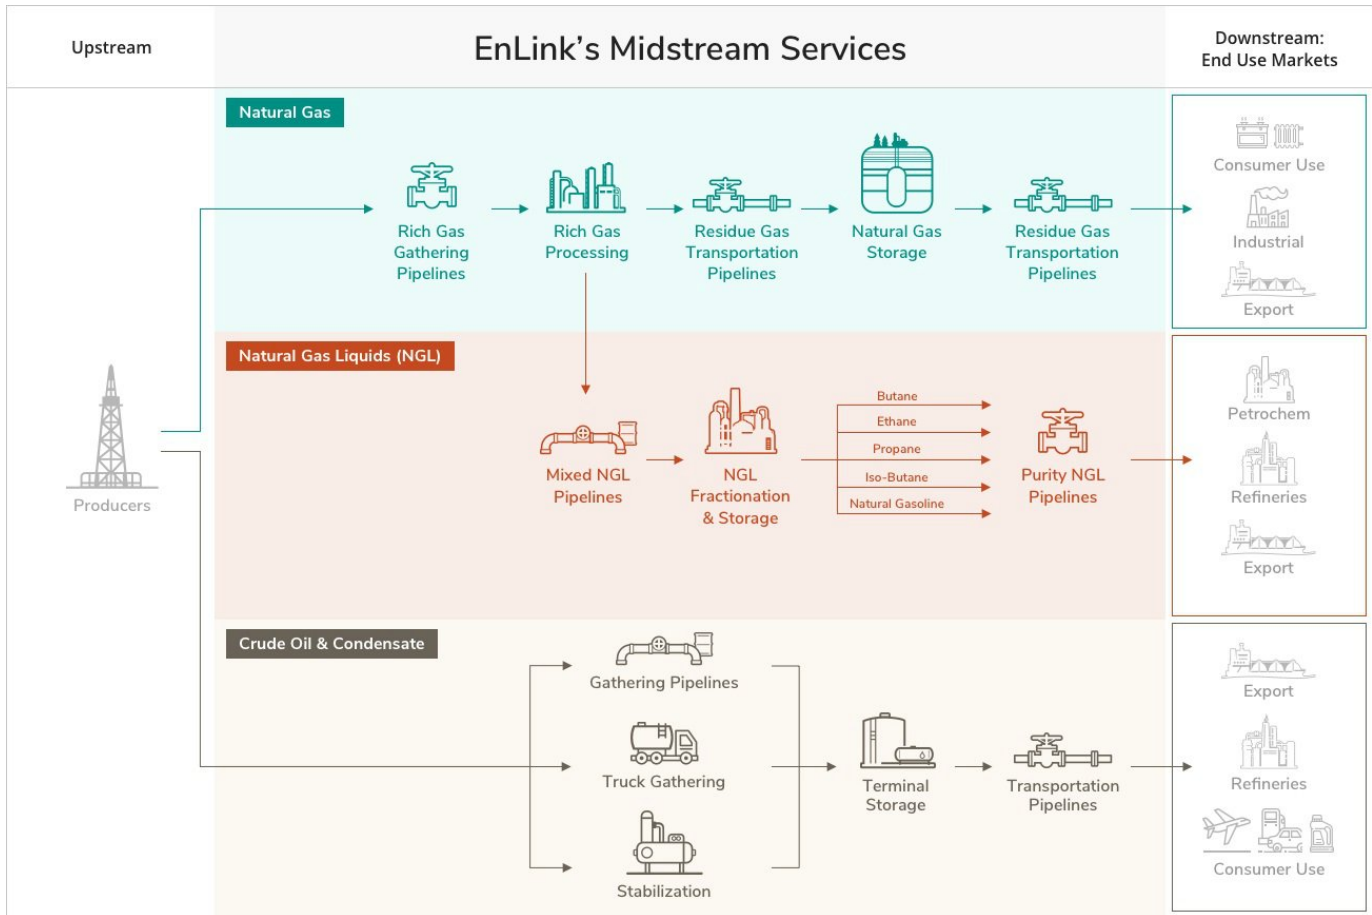 Upstream
EnLink's Midstream Services
Downstream:
End Use Markets
Natural Gas
Rich Gas
Gathering
Pipelines
Rich Gas
Processing
Residue Gas
Transportation
Pipelines
Natural Gas
Storage
Residue Gas
Transportation
Pipelines
Consumer Use
Industrial
Export
Producers
Natural Gas Liquids (NGL)
Mixed NGL
Pipelines
NGL
Fractionation
& Storage
Butane
Ethane
Propane
Iso-Butane
Natural Gasoline
Purity NGL
Pipelines
Petrochem
Refineries
Export
Crude Oil & Condensate
Gathering Pipelines
Truck Gathering
Stabilization
Terminal
Storage
Transportation
Pipelines
Export
Refineries
Consumer Use